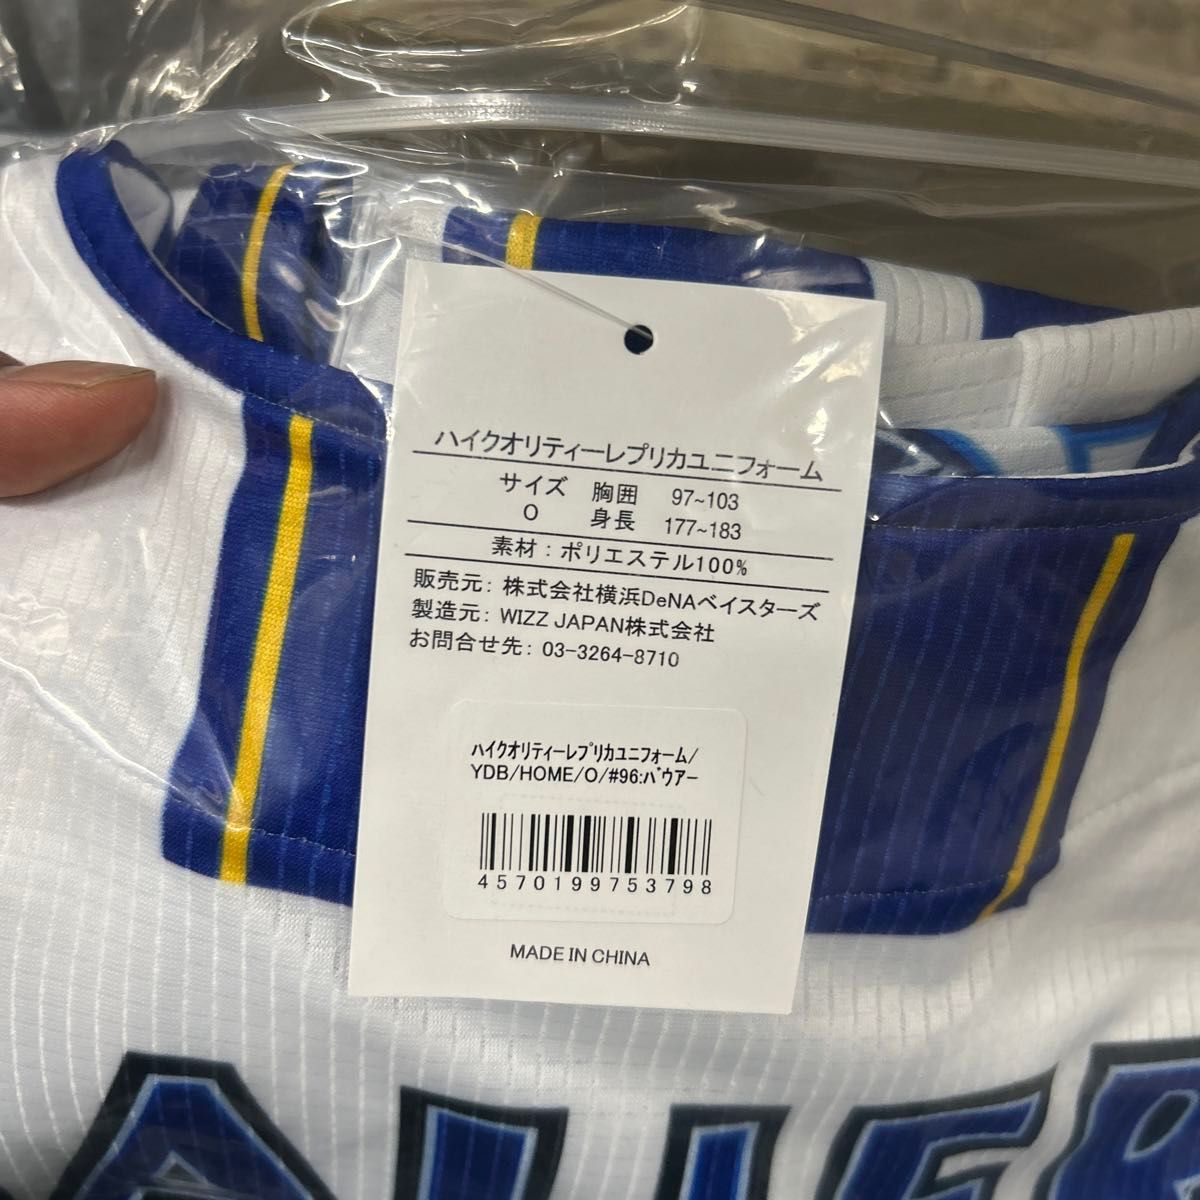 ハイクオリティーレプリカユニフォーム
サイズ 胸囲 97~103
O 身長 177~183
素材：ポリエステル100%
販売元：株式会社横浜DeNAベイスターズ
製造元：WIZZ JAPAN株式会社
お問合せ先：03-3264-8710
ﾊｲｸｵﾘﾃｨｰﾚﾌﾟﾘｶﾕﾆﾌｫｰﾑ/
YDB/HOME/O/#96:ﾊﾞｳｱｰ
4570199753798
MADE IN CHINA
AUER